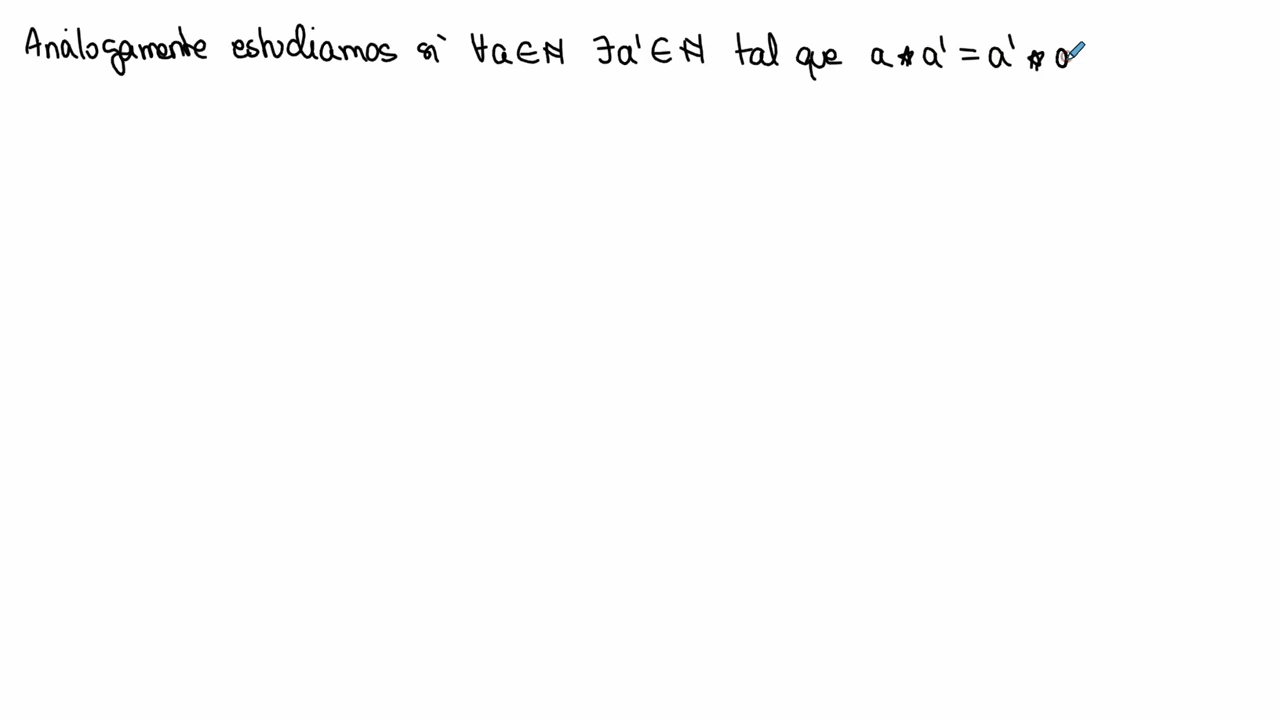 Análogamente estudiamos si ∀a∈ℕ ∃a'∈ℕ tal que a ⋆ a' = a' ⋆ a